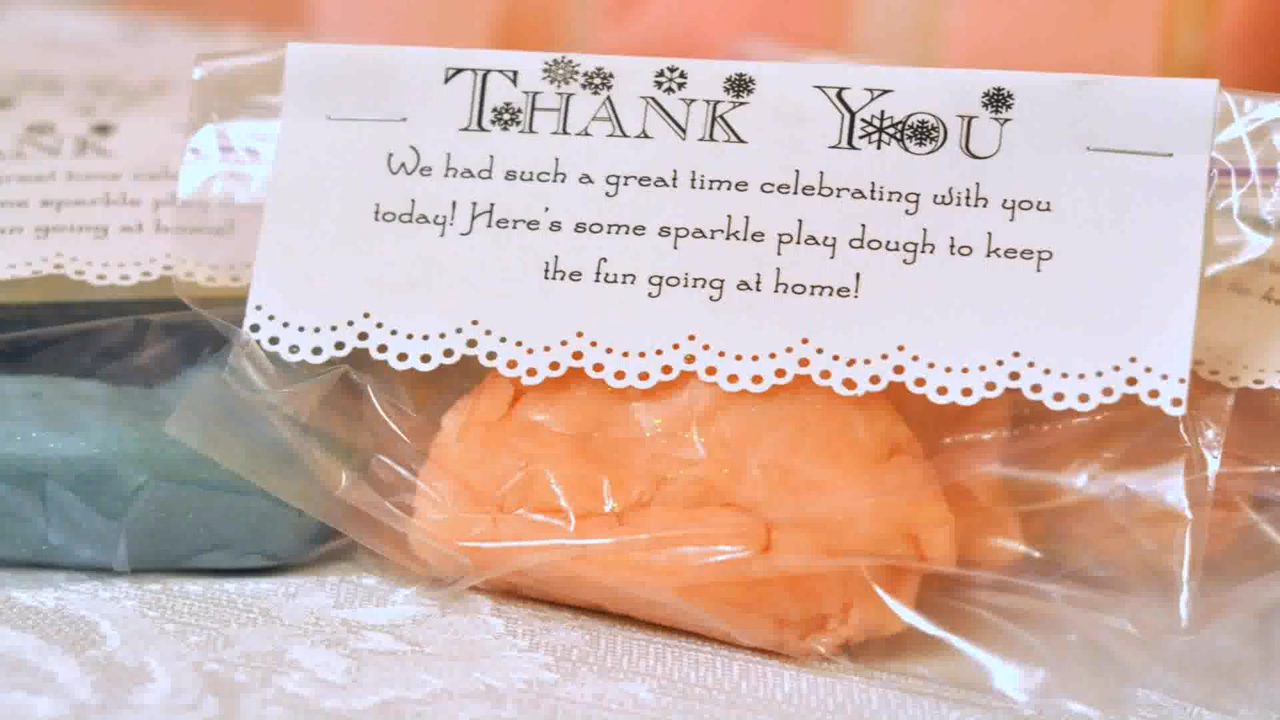 THANK YOU
We had such a great time celebrating with you
today! Here's some sparkle play dough to keep
the fun going at home!